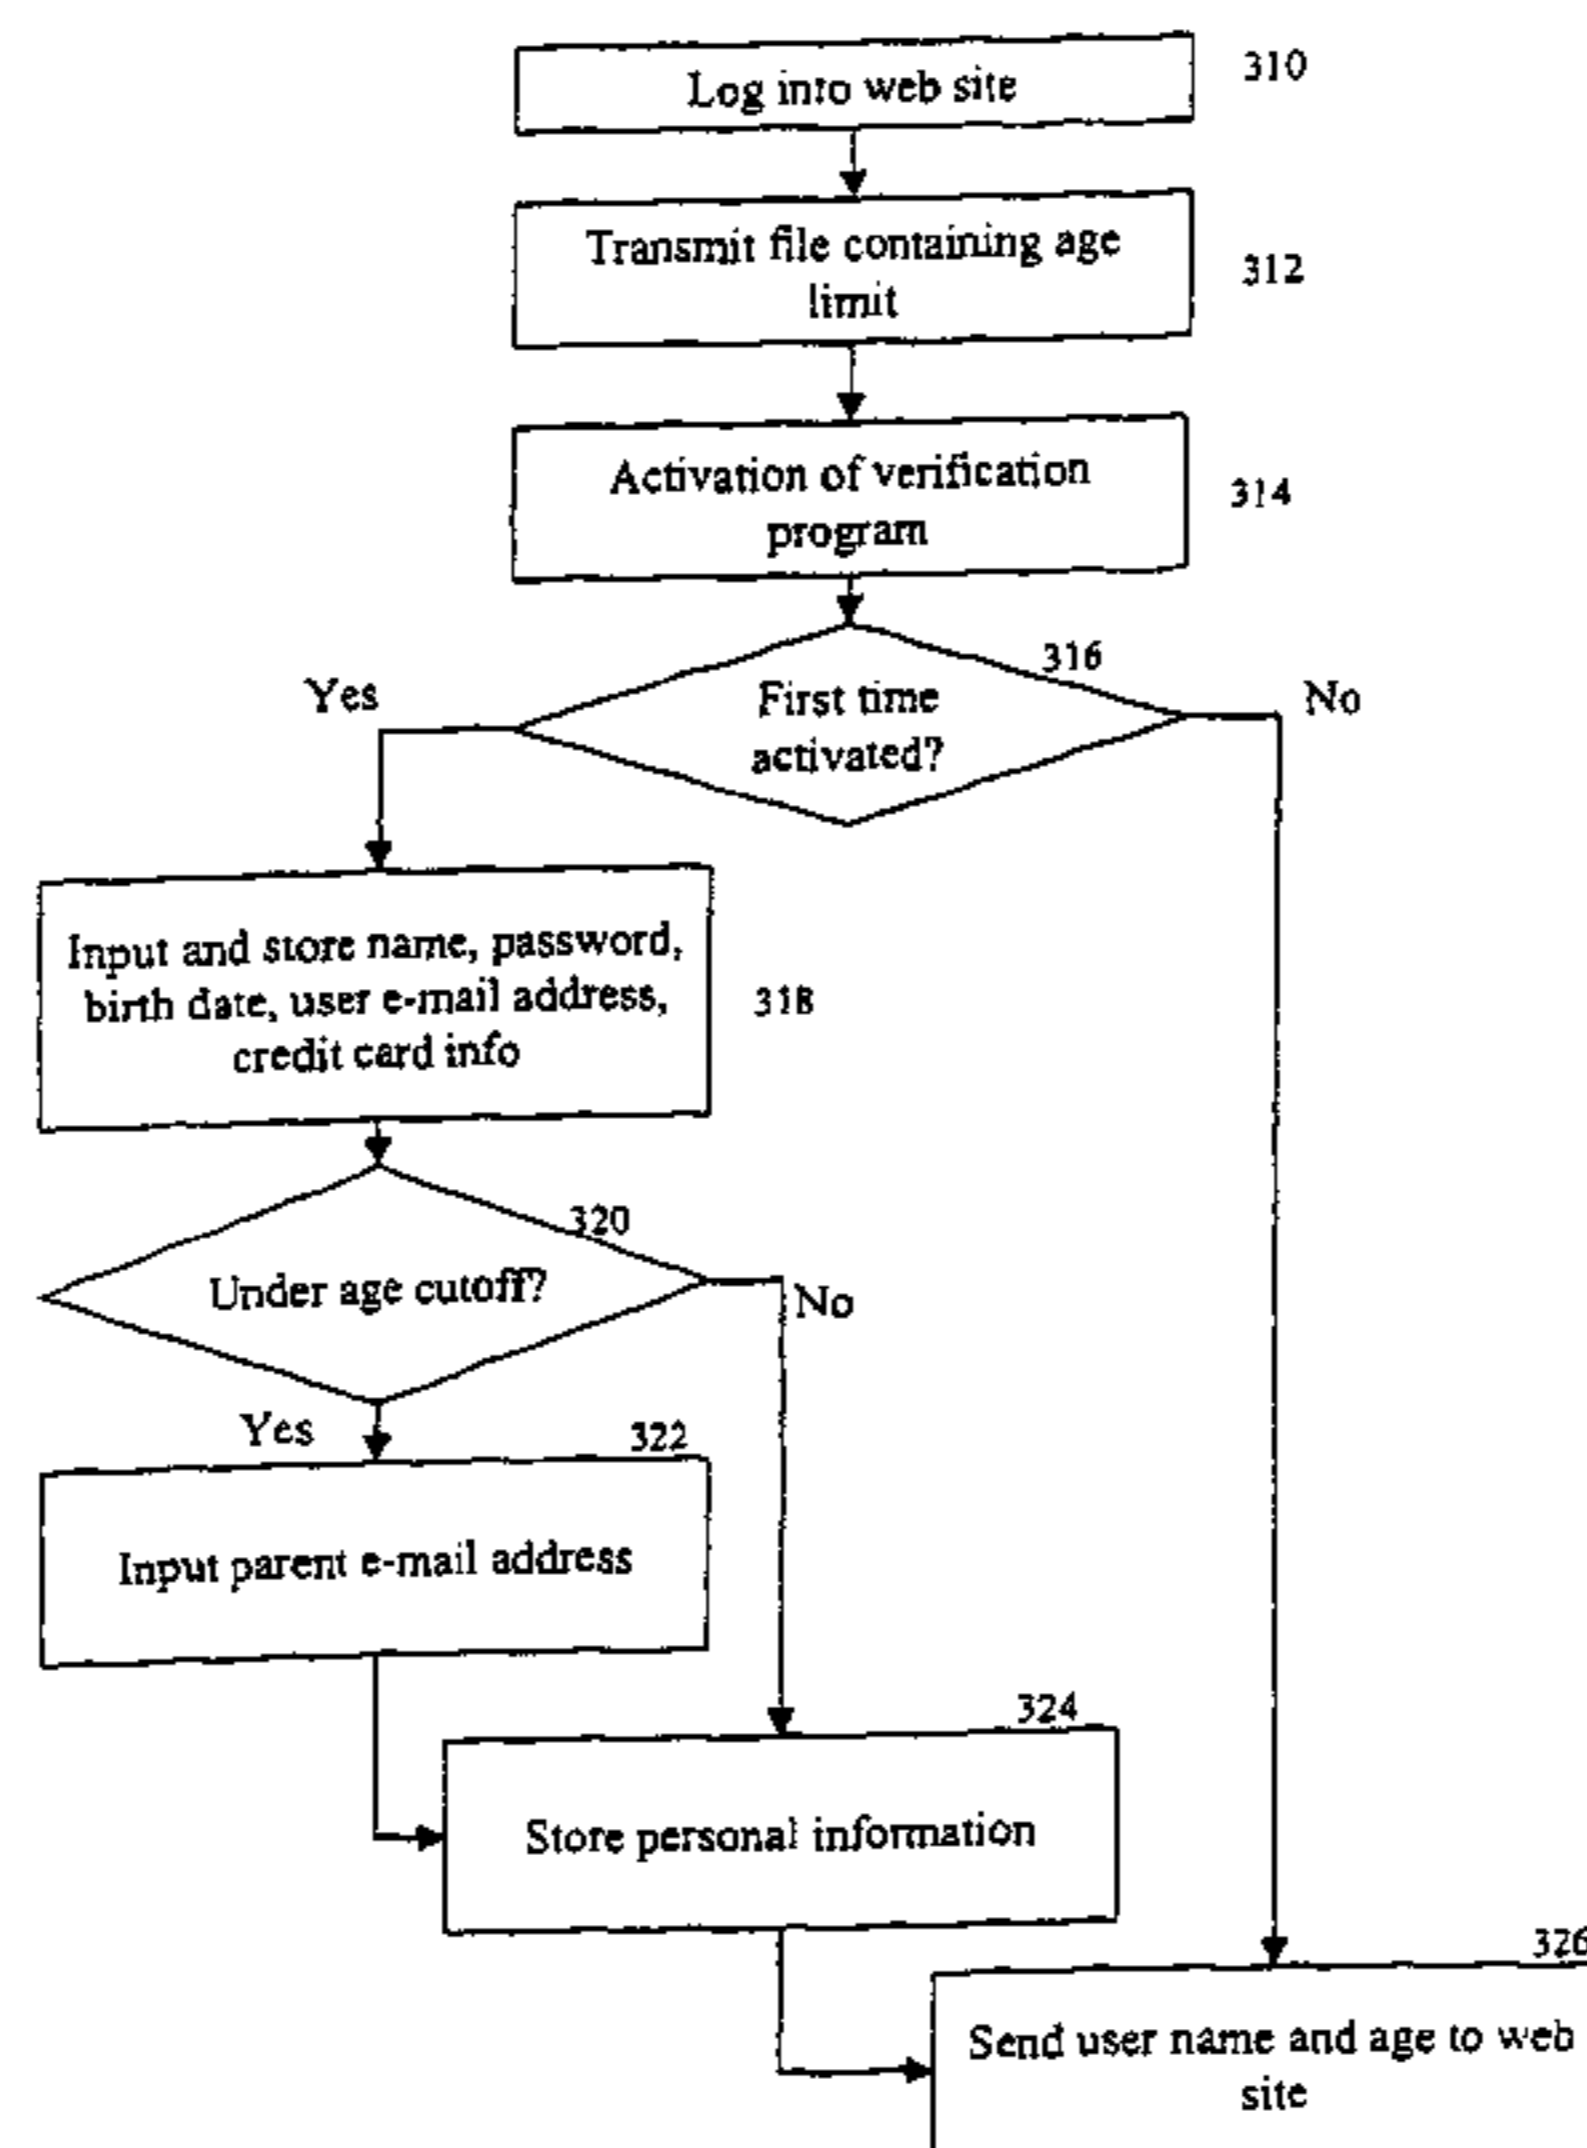 Log into web site
310
Transmit file containing age
limit
312
Activation of verification
program
314
316
First time
activated?
Yes
No
Input and store name, password,
birth date, user e-mail address,
credit card info
318
320
Under age cutoff?
No
Yes
322
Input parent e-mail address
324
Store personal information
326
Send user name and age to web
site